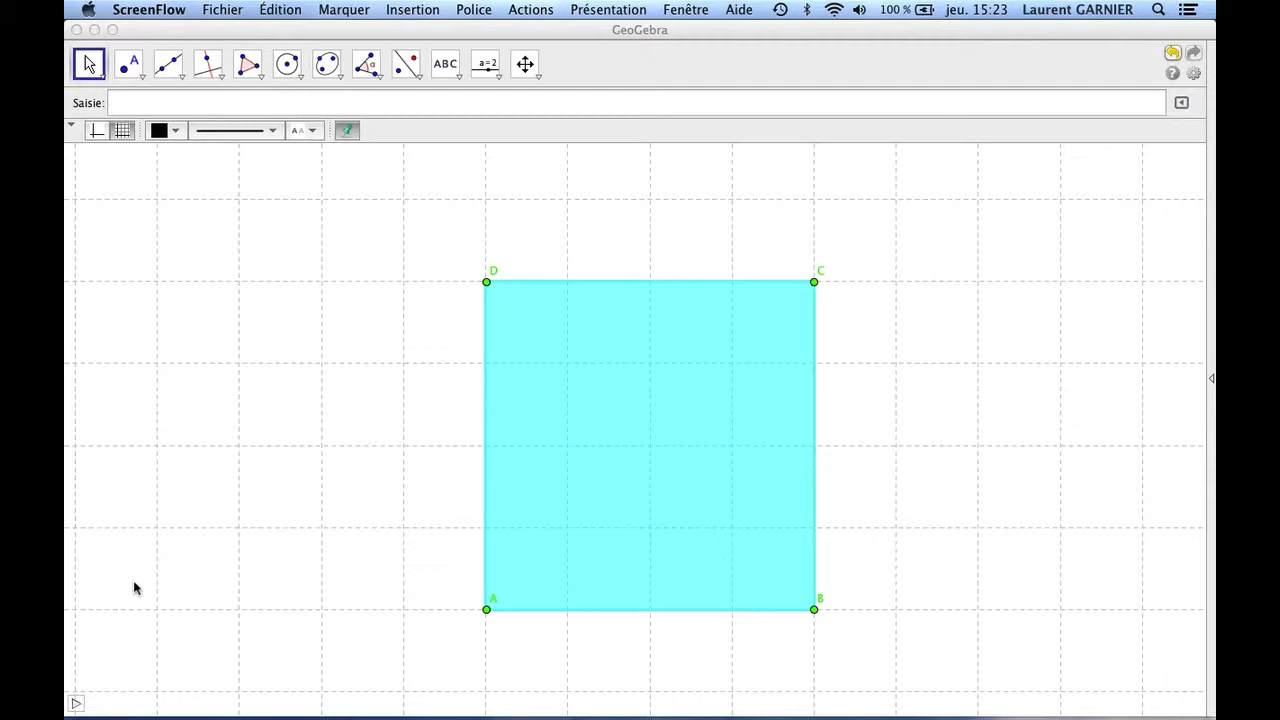 ScreenFlow Fichier Édition Marquer Insertion Police Actions Présentation Fenêtre Aide 100 % jeu. 15:23 Laurent GARNIER
GeoGebra
A α ABC a=2
Saisie:
A A
D C
A B